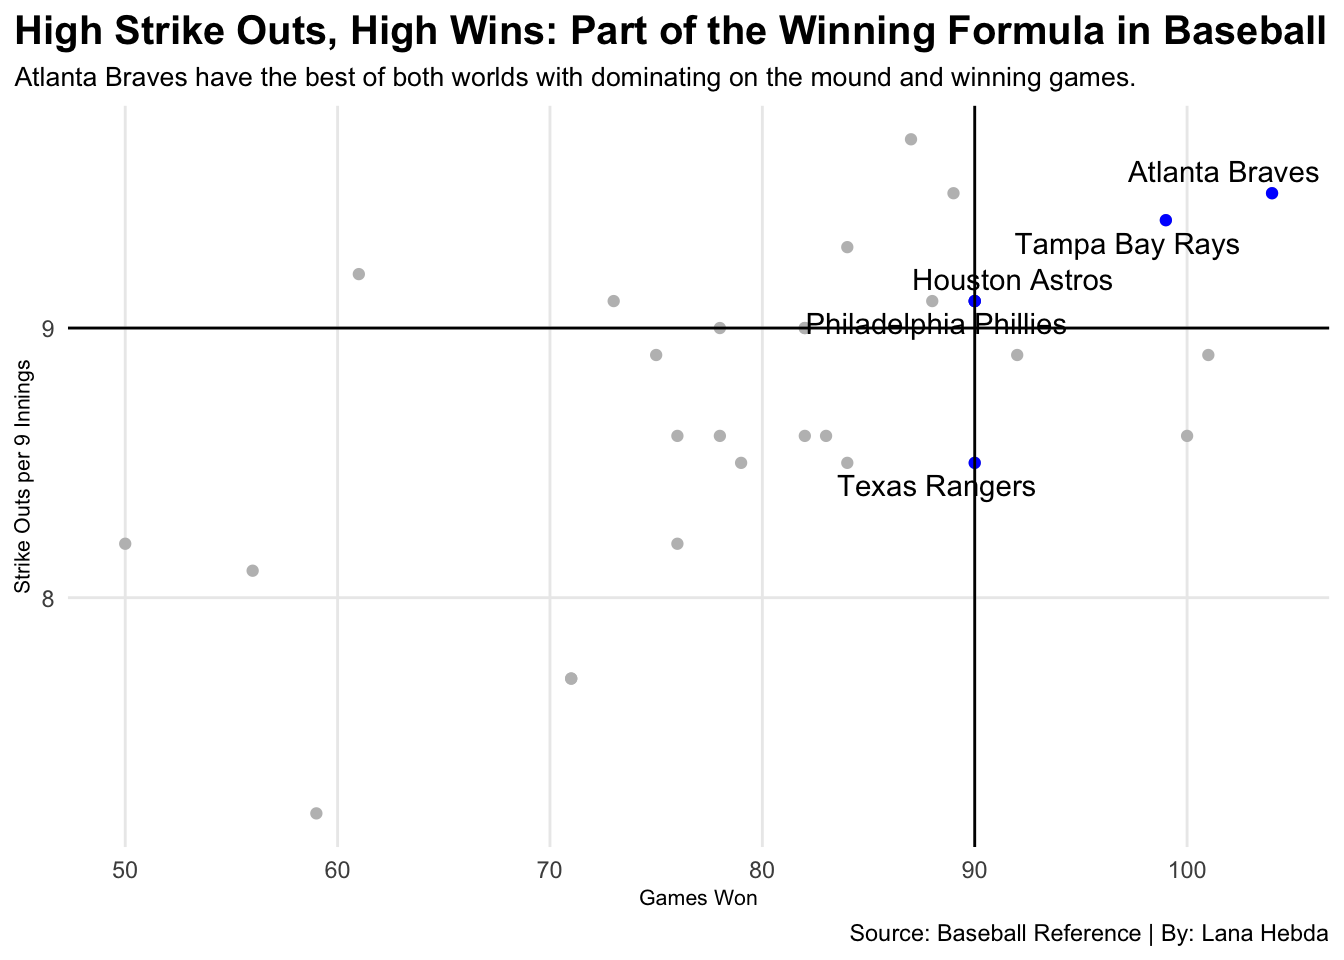 High Strike Outs, High Wins: Part of the Winning Formula in Baseball
Atlanta Braves have the best of both worlds with dominating on the mound and winning games.
Atlanta Braves
Tampa Bay Rays
Houston Astros
Philadelphia Phillies
Texas Rangers
Strike Outs per 9 Innings
9
8
50 60 70 80 90 100
Games Won
Source: Baseball Reference | By: Lana Hebda